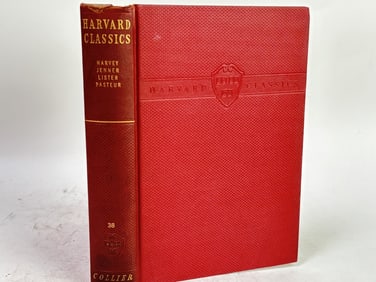 HARVARD
CLASSICS
HARVEY
JENNER
LISTER
PASTEUR
38
COLLIER
HARVARD CLASSICS